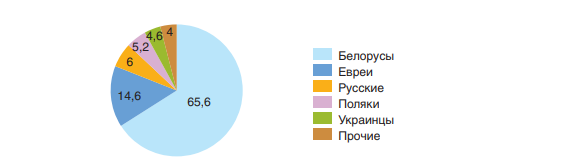 4,6
4
5,2
6
14,6
65,6
Белорусы
Евреи
Русские
Поляки
Украинцы
Прочие